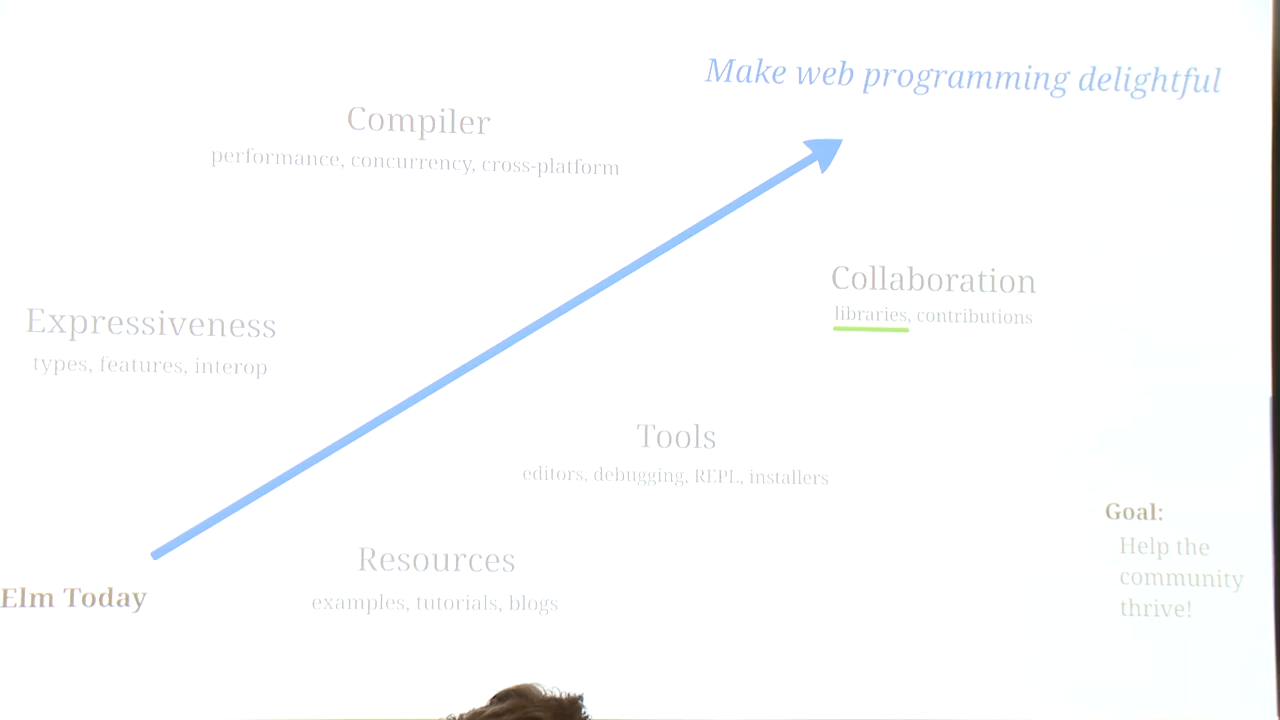 Make web programming delightful
Compiler
performance, concurrency, cross-platform
Collaboration
libraries, contributions
Expressiveness
types, features, interop
Tools
editors, debugging, REPL, installers
Goal:
Help the
community
thrive!
Resources
examples, tutorials, blogs
Elm Today